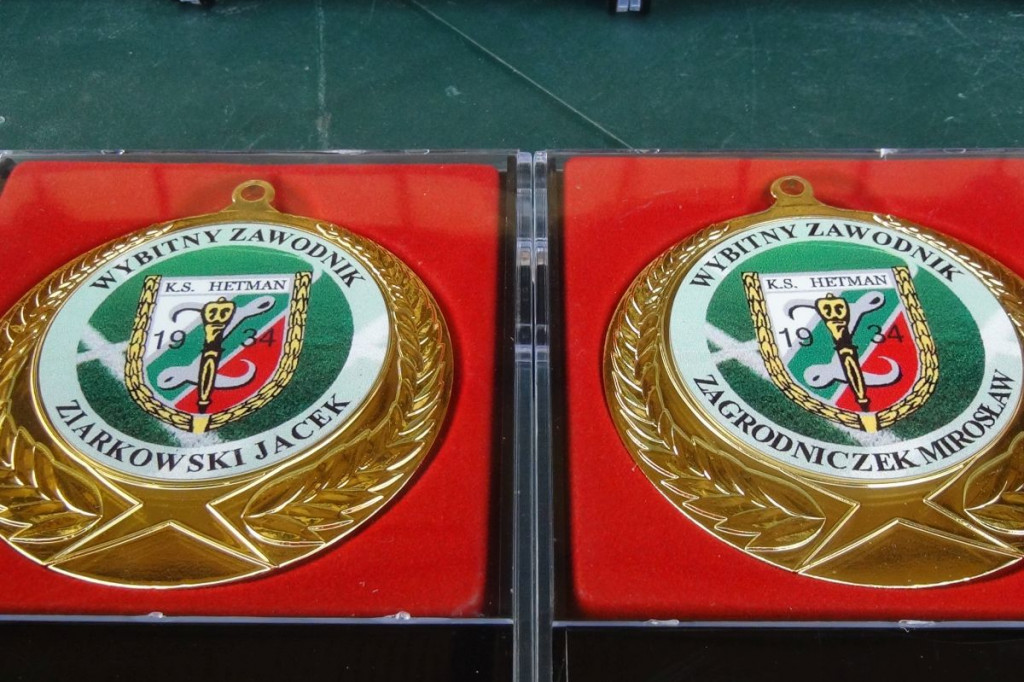 WYBITNY ZAWODNIK
K.S. HETMAN
19 34
ZIARKOWSKI JACEK
WYBITNY ZAWODNIK
K.S. HETMAN
19 34
ZAGRODNICZEK MIROSŁAW